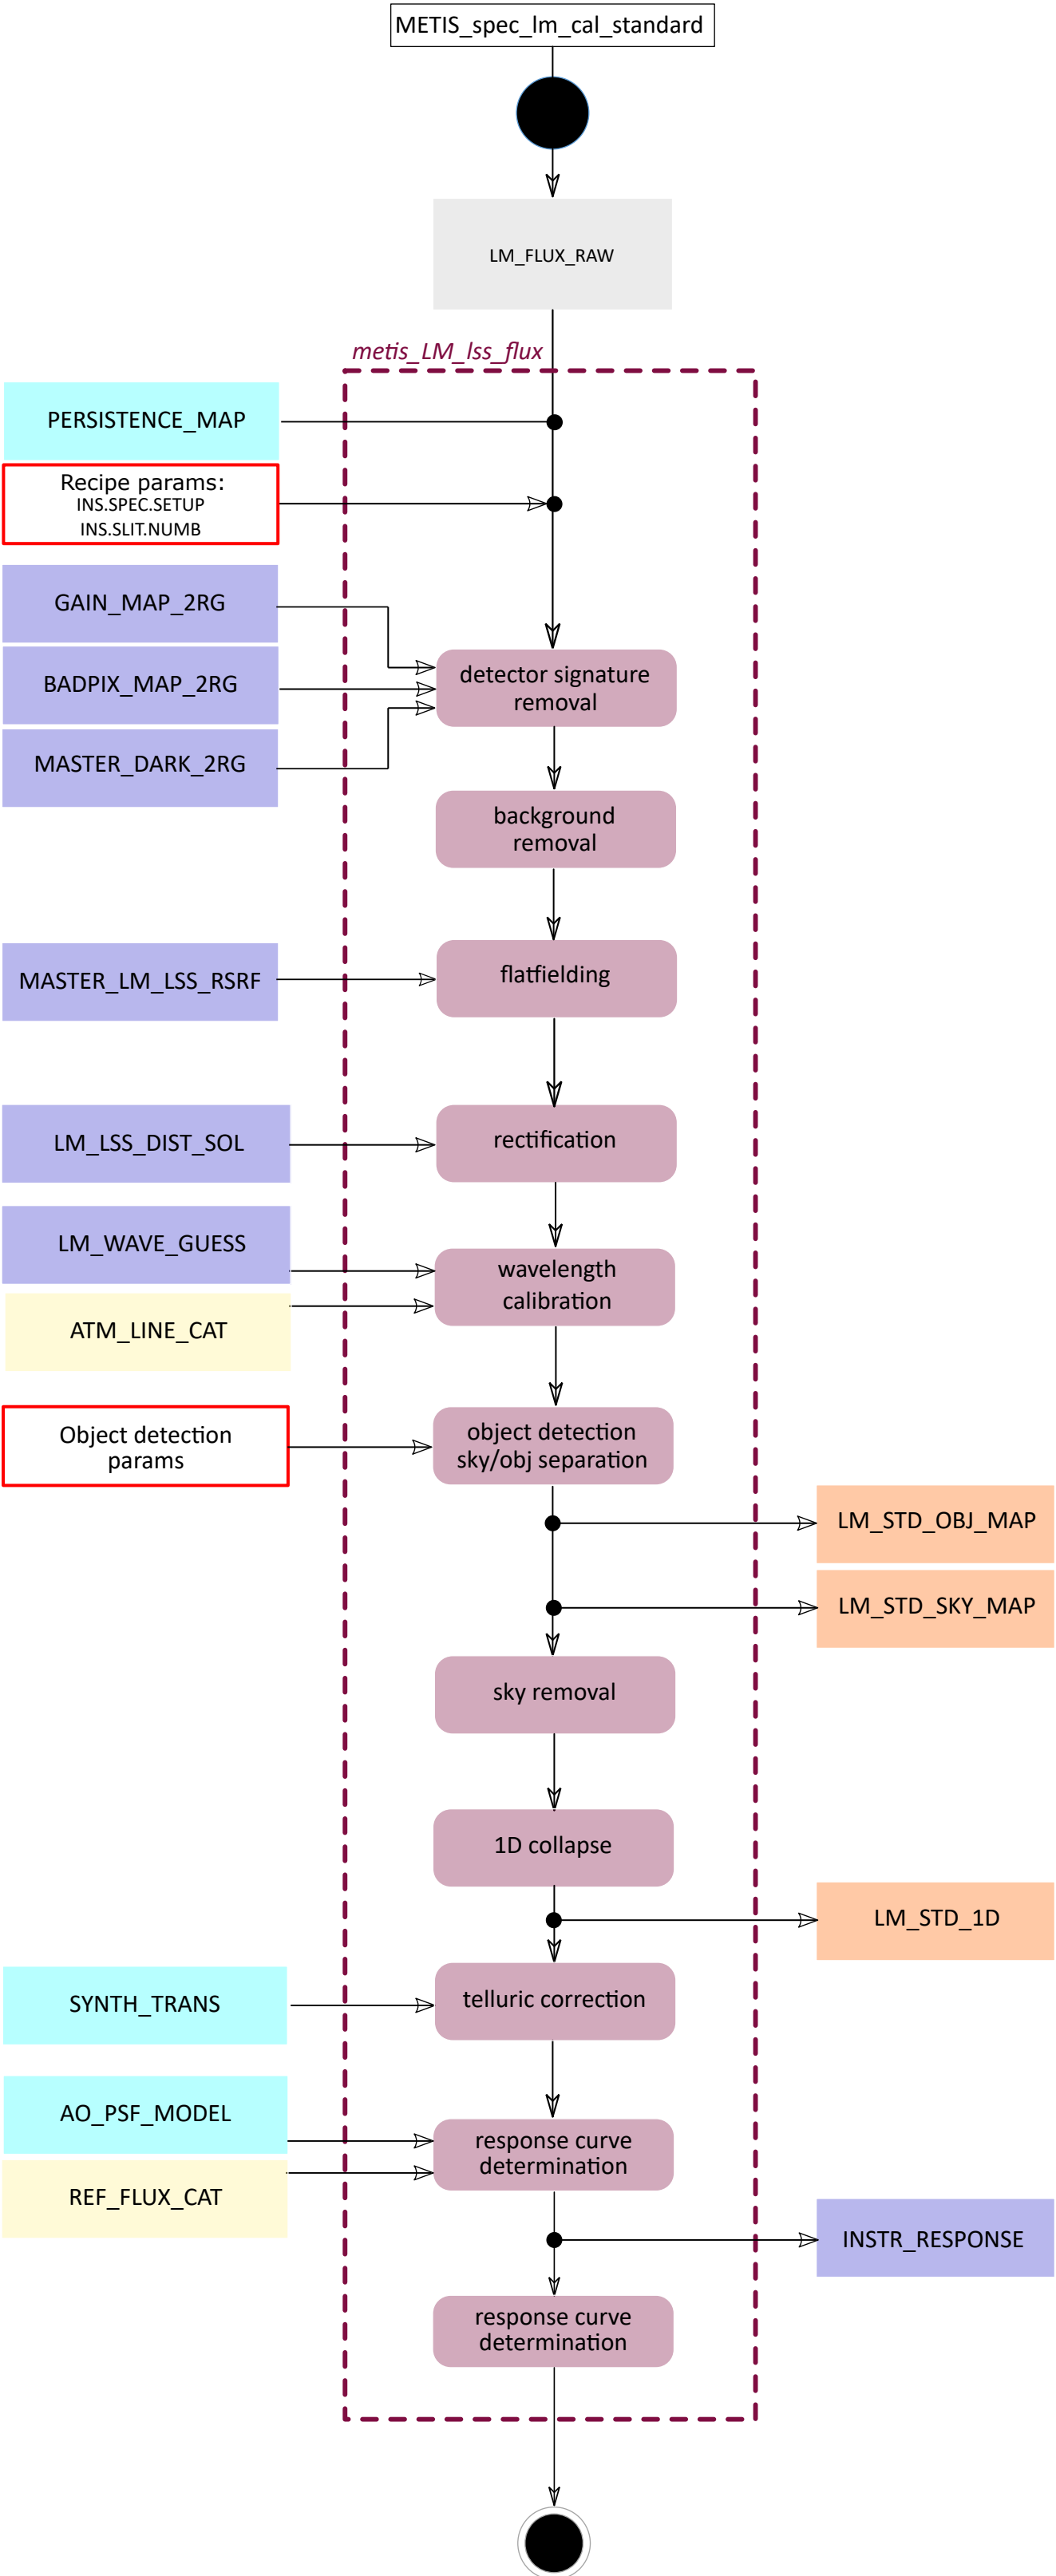 METIS_spec_lm_cal_standard
LM_FLUX_RAW
metis_LM_lss_flux
PERSISTENCE_MAP
Recipe params:
INS.SPEC.SETUP
INS.SLIT.NUMB
GAIN_MAP_2RG
BADPIX_MAP_2RG
MASTER_DARK_2RG
detector signature
removal
background
removal
MASTER_LM_LSS_RSRF
flatfielding
LM_LSS_DIST_SOL
rectification
LM_WAVE_GUESS
ATM_LINE_CAT
wavelength
calibration
Object detection
params
object detection
sky/obj separation
LM_STD_OBJ_MAP
LM_STD_SKY_MAP
sky removal
1D collapse
LM_STD_1D
SYNTH_TRANS
telluric correction
AO_PSF_MODEL
REF_FLUX_CAT
response curve
determination
INSTR_RESPONSE
response curve
determination